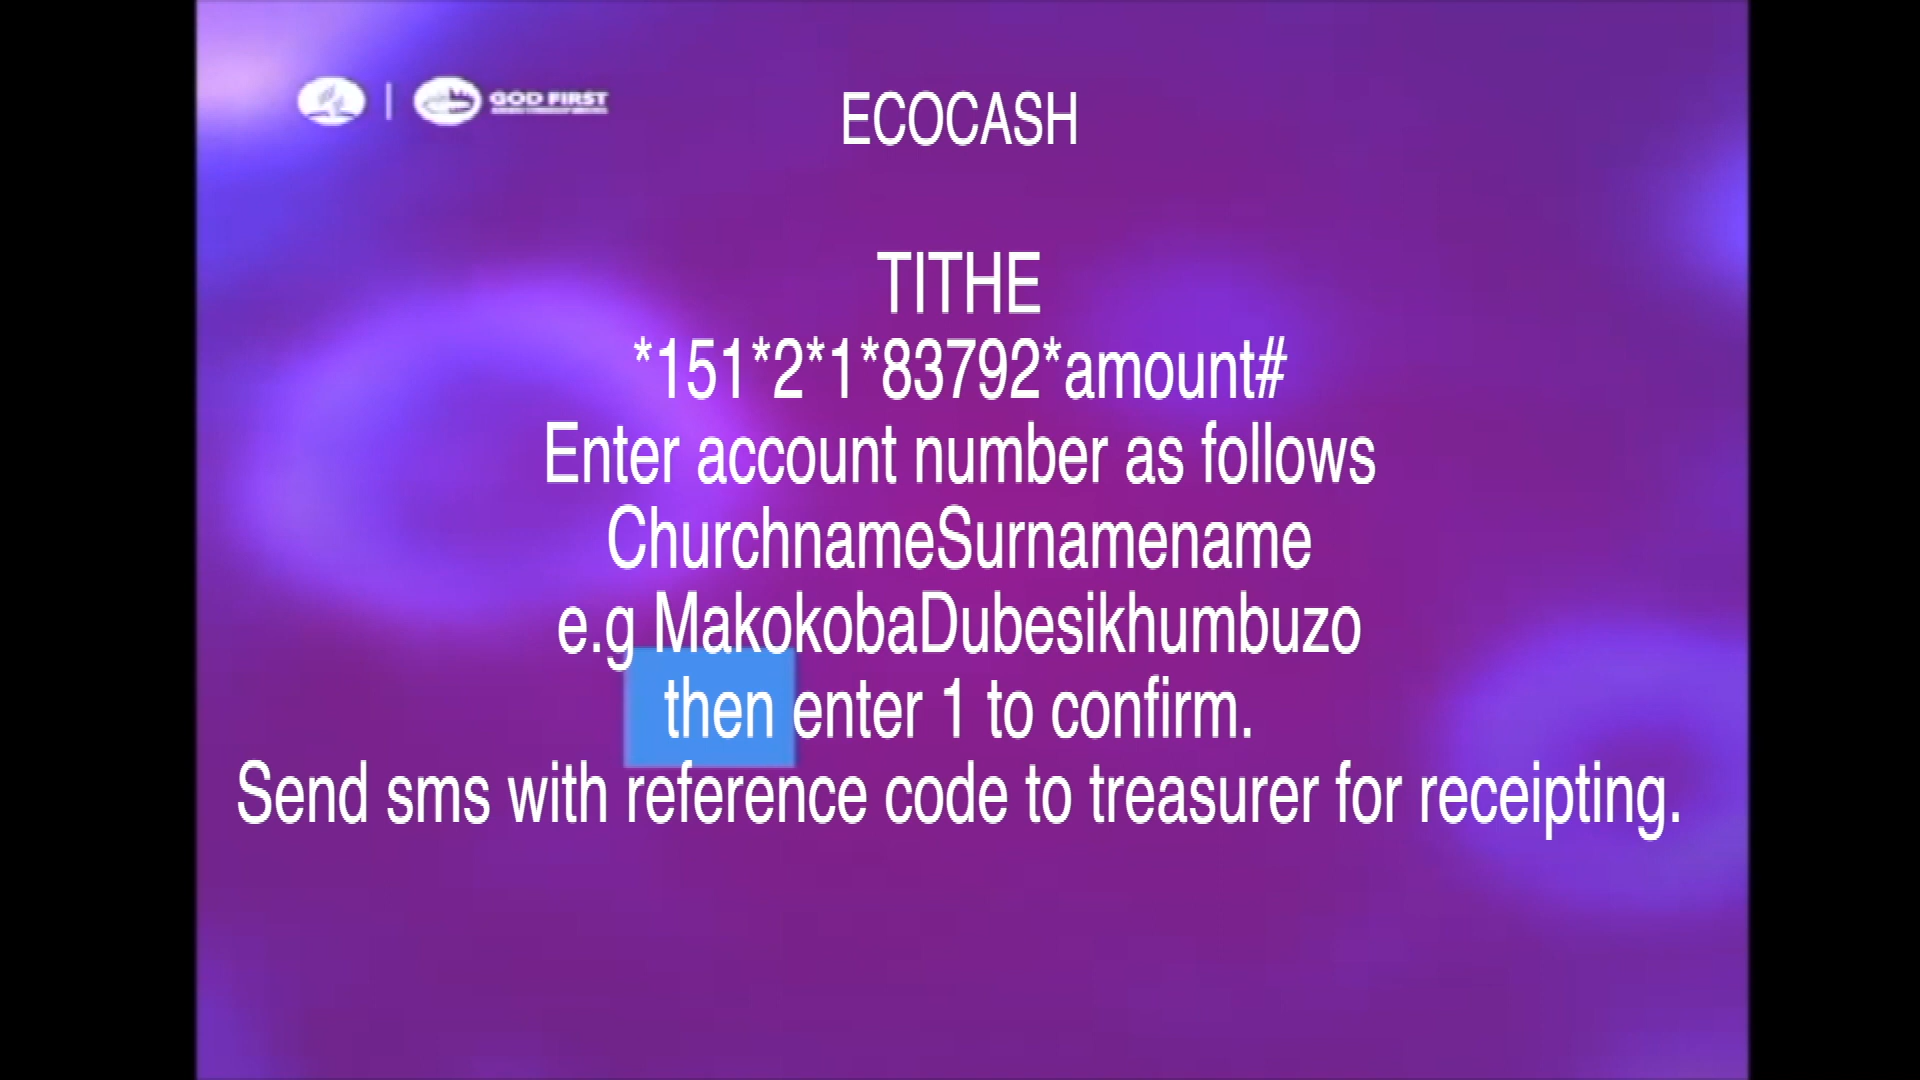 GOD FIRST
ECOCASH
TITHE
*151*2*1*83792*amount#
Enter account number as follows
ChurchnameSurnamename
e.g MakokobaDubesikhumbuzo
then enter 1 to confirm.
Send sms with reference code to treasurer for receipting.